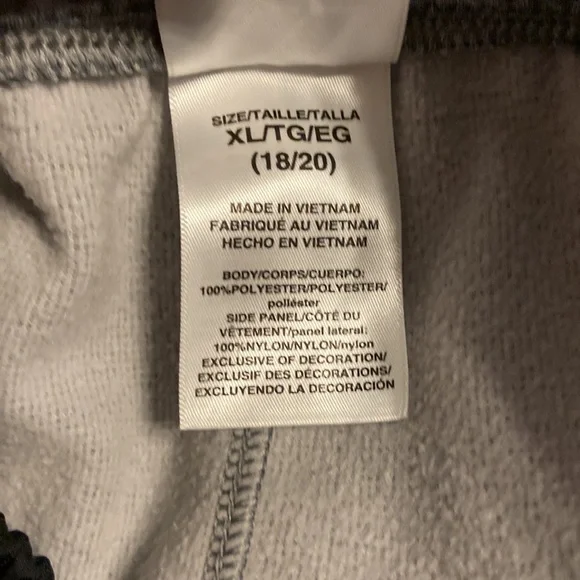 SIZE/TAILLE/TALLA
XL/TG/EG
(18/20)
MADE IN VIETNAM
FABRIQUÉ AU VIETNAM
HECHO EN VIETNAM
BODY/CORPS/CUERPO:
100%POLYESTER/POLYESTER/
poliéster
SIDE PANEL/CÔTÉ DU
VÊTEMENT/panel lateral:
100%NYLON/NYLON/nylon
EXCLUSIVE OF DECORATION/
EXCLUSIF DES DÉCORATIONS/
EXCLUYENDO LA DECORACIÓN